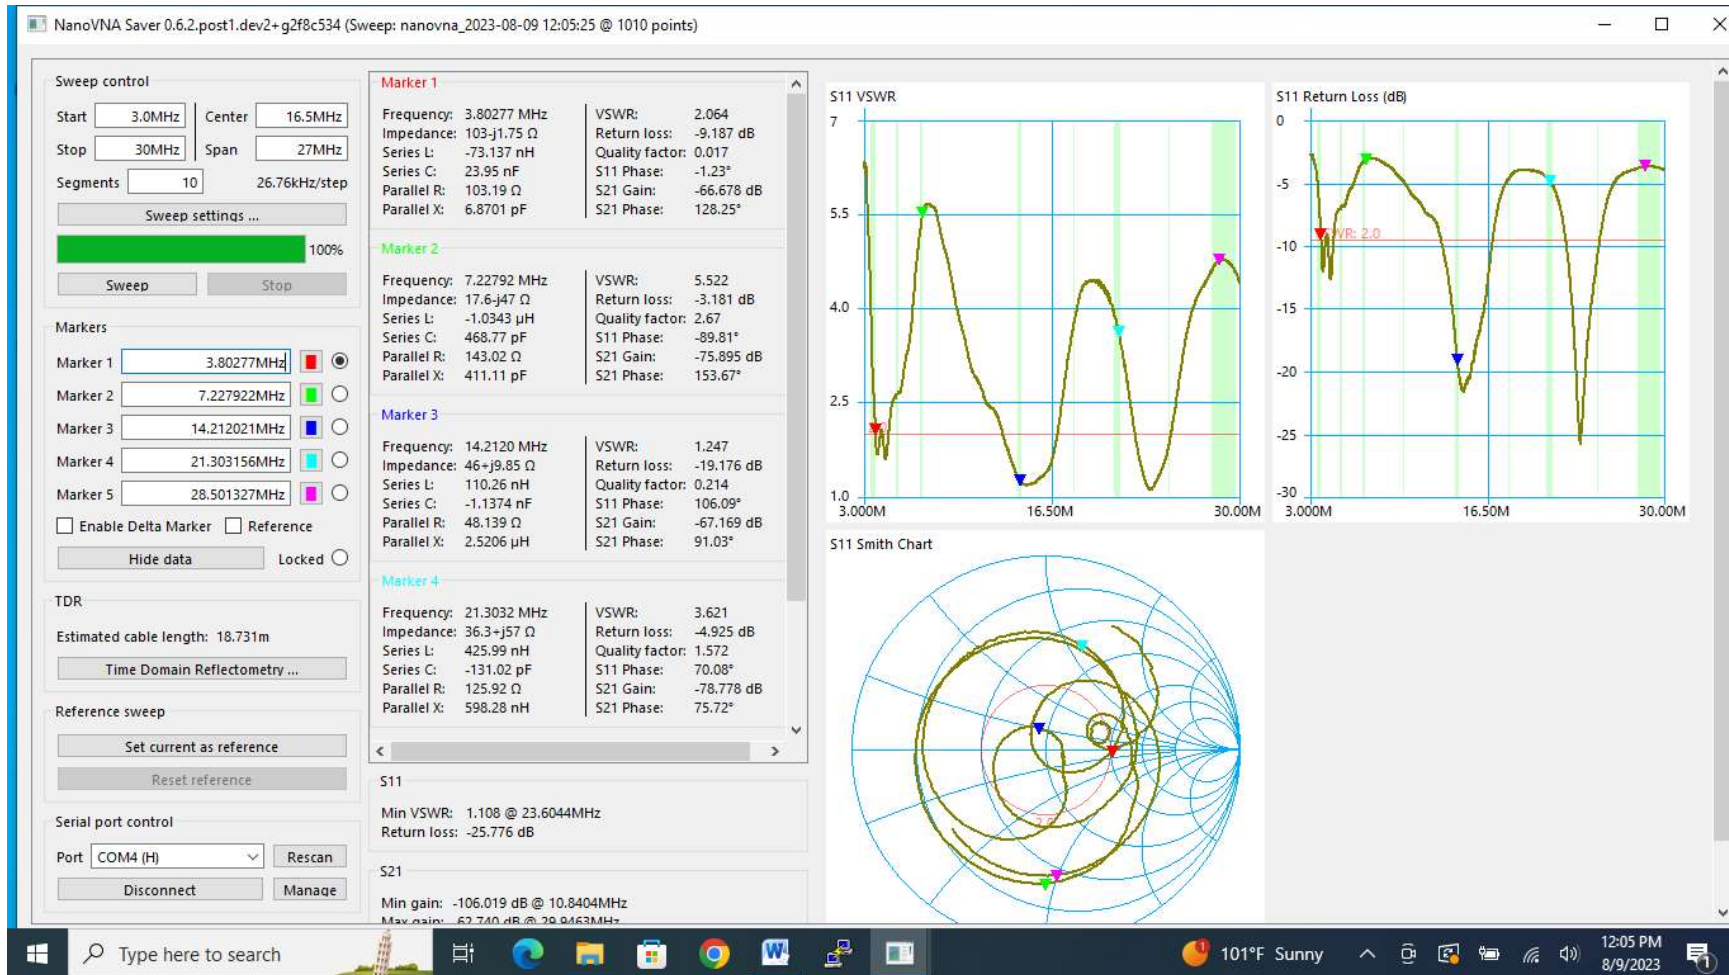 NanoVNA Saver 0.6.2.post1.dev2+g2f8c534 (Sweep: nanovna_2023-08-09 12:05:25 @ 1010 points)
Sweep control
Start 3.0MHz Center 16.5MHz
Stop 30MHz Span 27MHz
Segments 10 26.76kHz/step
Sweep settings ...
100%
Sweep Stop
Markers
Marker 1 3.80277MHz
Marker 2 7.227922MHz
Marker 3 14.212021MHz
Marker 4 21.303156MHz
Marker 5 28.501327MHz
Enable Delta Marker Reference
Hide data Locked
TDR
Estimated cable length: 18.731m
Time Domain Reflectometry ...
Reference sweep
Set current as reference
Reset reference
Serial port control
Port COM4 (H) Rescan
Disconnect Manage
Marker 1
Frequency: 3.80277 MHz VSWR: 2.064
Impedance: 103-j1.75 Ω Return loss: -9.187 dB
Series L: -73.137 nH Quality factor: 0.017
Series C: 23.95 nF S11 Phase: -1.23°
Parallel R: 103.19 Ω S21 Gain: -66.678 dB
Parallel X: 6.8701 pF S21 Phase: 128.25°
Marker 2
Frequency: 7.22792 MHz VSWR: 5.522
Impedance: 17.6-j47 Ω Return loss: -3.181 dB
Series L: -1.0343 μH Quality factor: 2.67
Series C: 468.77 pF S11 Phase: -89.81°
Parallel R: 143.02 Ω S21 Gain: -75.895 dB
Parallel X: 411.11 pF S21 Phase: 153.67°
Marker 3
Frequency: 14.2120 MHz VSWR: 1.247
Impedance: 46+j9.85 Ω Return loss: -19.176 dB
Series L: 110.26 nH Quality factor: 0.214
Series C: -1.1374 nF S11 Phase: 106.09°
Parallel R: 48.139 Ω S21 Gain: -67.169 dB
Parallel X: 2.5206 μH S21 Phase: 91.03°
Marker 4
Frequency: 21.3032 MHz VSWR: 3.621
Impedance: 36.3+j57 Ω Return loss: -4.925 dB
Series L: 425.99 nH Quality factor: 1.572
Series C: -131.02 pF S11 Phase: 70.08°
Parallel R: 125.92 Ω S21 Gain: -78.778 dB
Parallel X: 598.28 nH S21 Phase: 75.72°
S11
Min VSWR: 1.108 @ 23.6044MHz
Return loss: -25.776 dB
S21
Min gain: -106.019 dB @ 10.8404MHz
Max gain: -62.740 dB @ 29.9463MHz
S11 VSWR
7
5.5
4.0
2.5
1.0
3.000M 16.50M 30.00M
S11 Return Loss (dB)
0
-5
-10
-15
-20
-25
-30
VWR: 2.0
3.000M 16.50M 30.00M
S11 Smith Chart
2.0
Type here to search
W
101°F Sunny
12:05 PM
8/9/2023
1